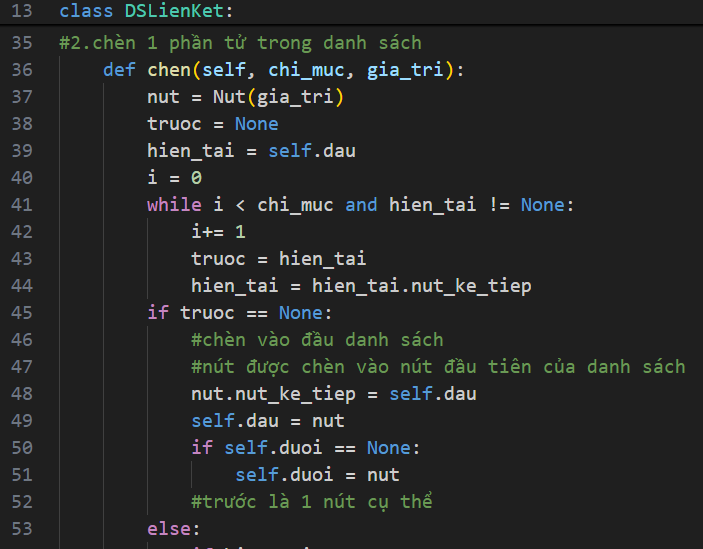 13 class DSLienKet:
35 #2.chèn 1 phần tử trong danh sách
36 def chen(self, chi_muc, gia_tri):
37 nut = Nut(gia_tri)
38 truoc = None
39 hien_tai = self.dau
40 i = 0
41 while i < chi_muc and hien_tai != None:
42 i+= 1
43 truoc = hien_tai
44 hien_tai = hien_tai.nut_ke_tiep
45 if truoc == None:
46 #chèn vào đầu danh sách
47 #nút được chèn vào nút đầu tiên của danh sách
48 nut.nut_ke_tiep = self.dau
49 self.dau = nut
50 if self.duoi == None:
51 self.duoi = nut
52 #trước là 1 nút cụ thể
53 else: